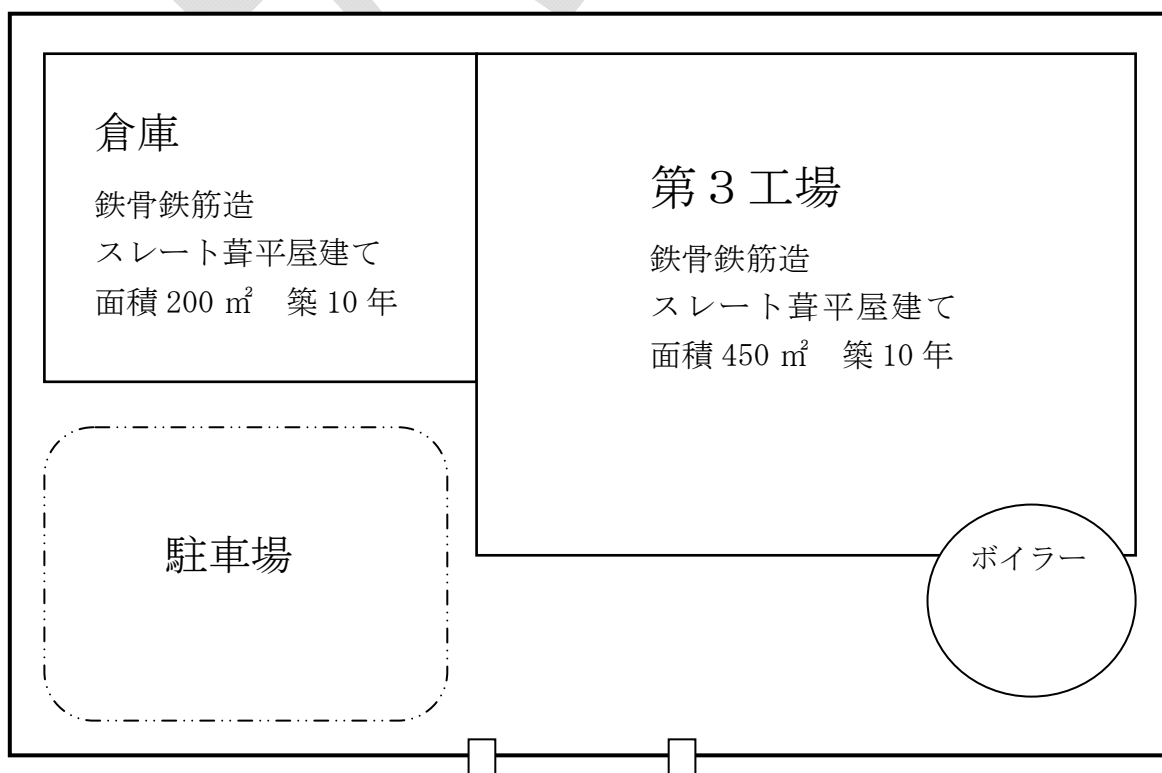 倉庫
鉄骨鉄筋造
スレート葺平屋建て
面積 200 ㎡　築 10 年
第３工場
鉄骨鉄筋造
スレート葺平屋建て
面積 450 ㎡　築 10 年
駐車場
ボイラー